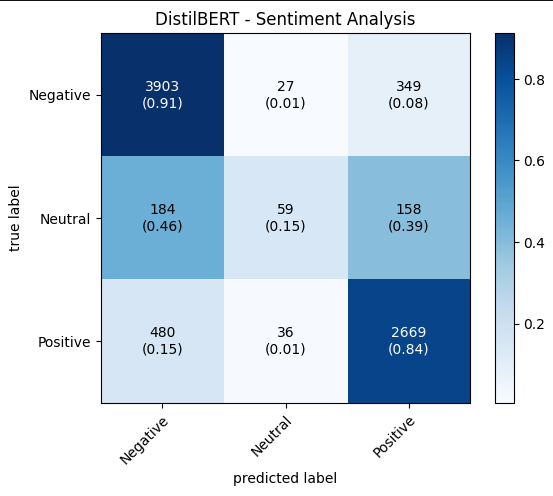 DistilBERT - Sentiment Analysis
Negative
3903
(0.91)
27
(0.01)
349
(0.08)
Neutral
184
(0.46)
59
(0.15)
158
(0.39)
Positive
480
(0.15)
36
(0.01)
2669
(0.84)
true label
Negative
Neutral
Positive
predicted label
0.8
0.6
0.4
0.2